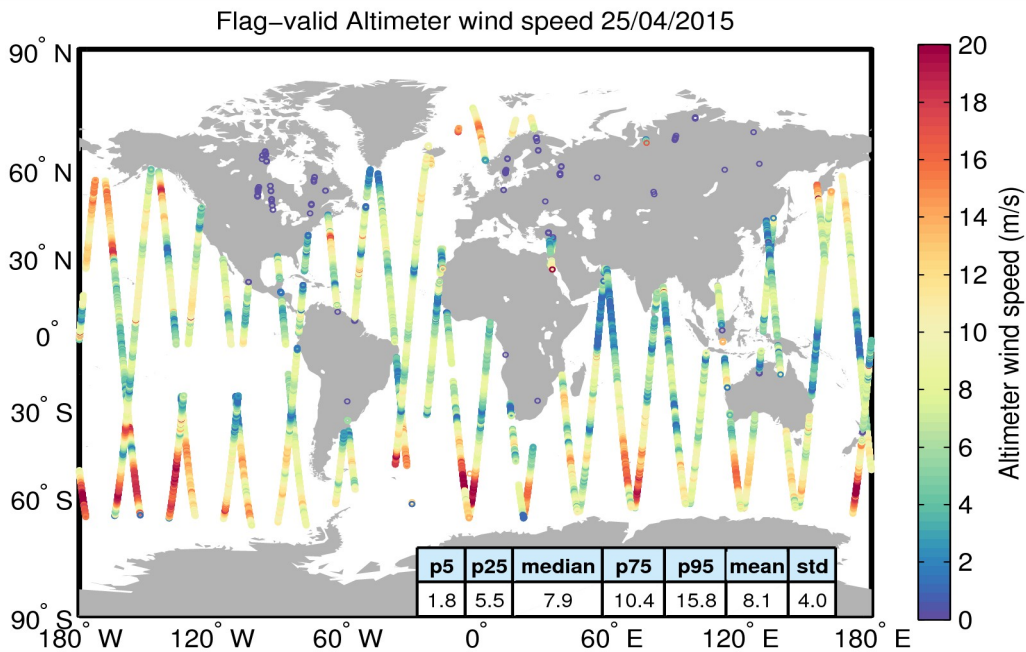 Flag−valid Altimeter wind speed 25/04/2015
90° N
60° N
30° N
0°
30° S
60° S
90° S
180° W
120° W
60° W
0°
60° E
120° E
180° E
p5 p25 median p75 p95 mean std
1.8 5.5 7.9 10.4 15.8 8.1 4.0
20
18
16
14
12
10
8
6
4
2
0
Altimeter wind speed (m/s)